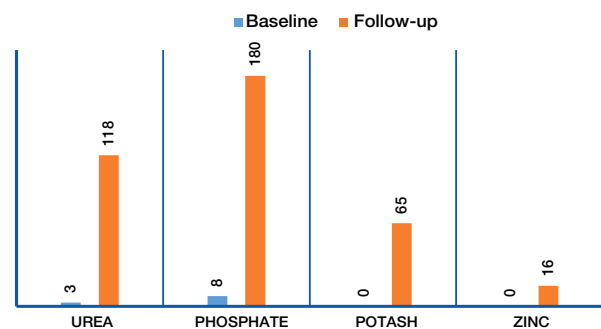 Baseline Follow-up
3 118 8 180 0 65 0 16
UREA PHOSPHATE POTASH ZINC